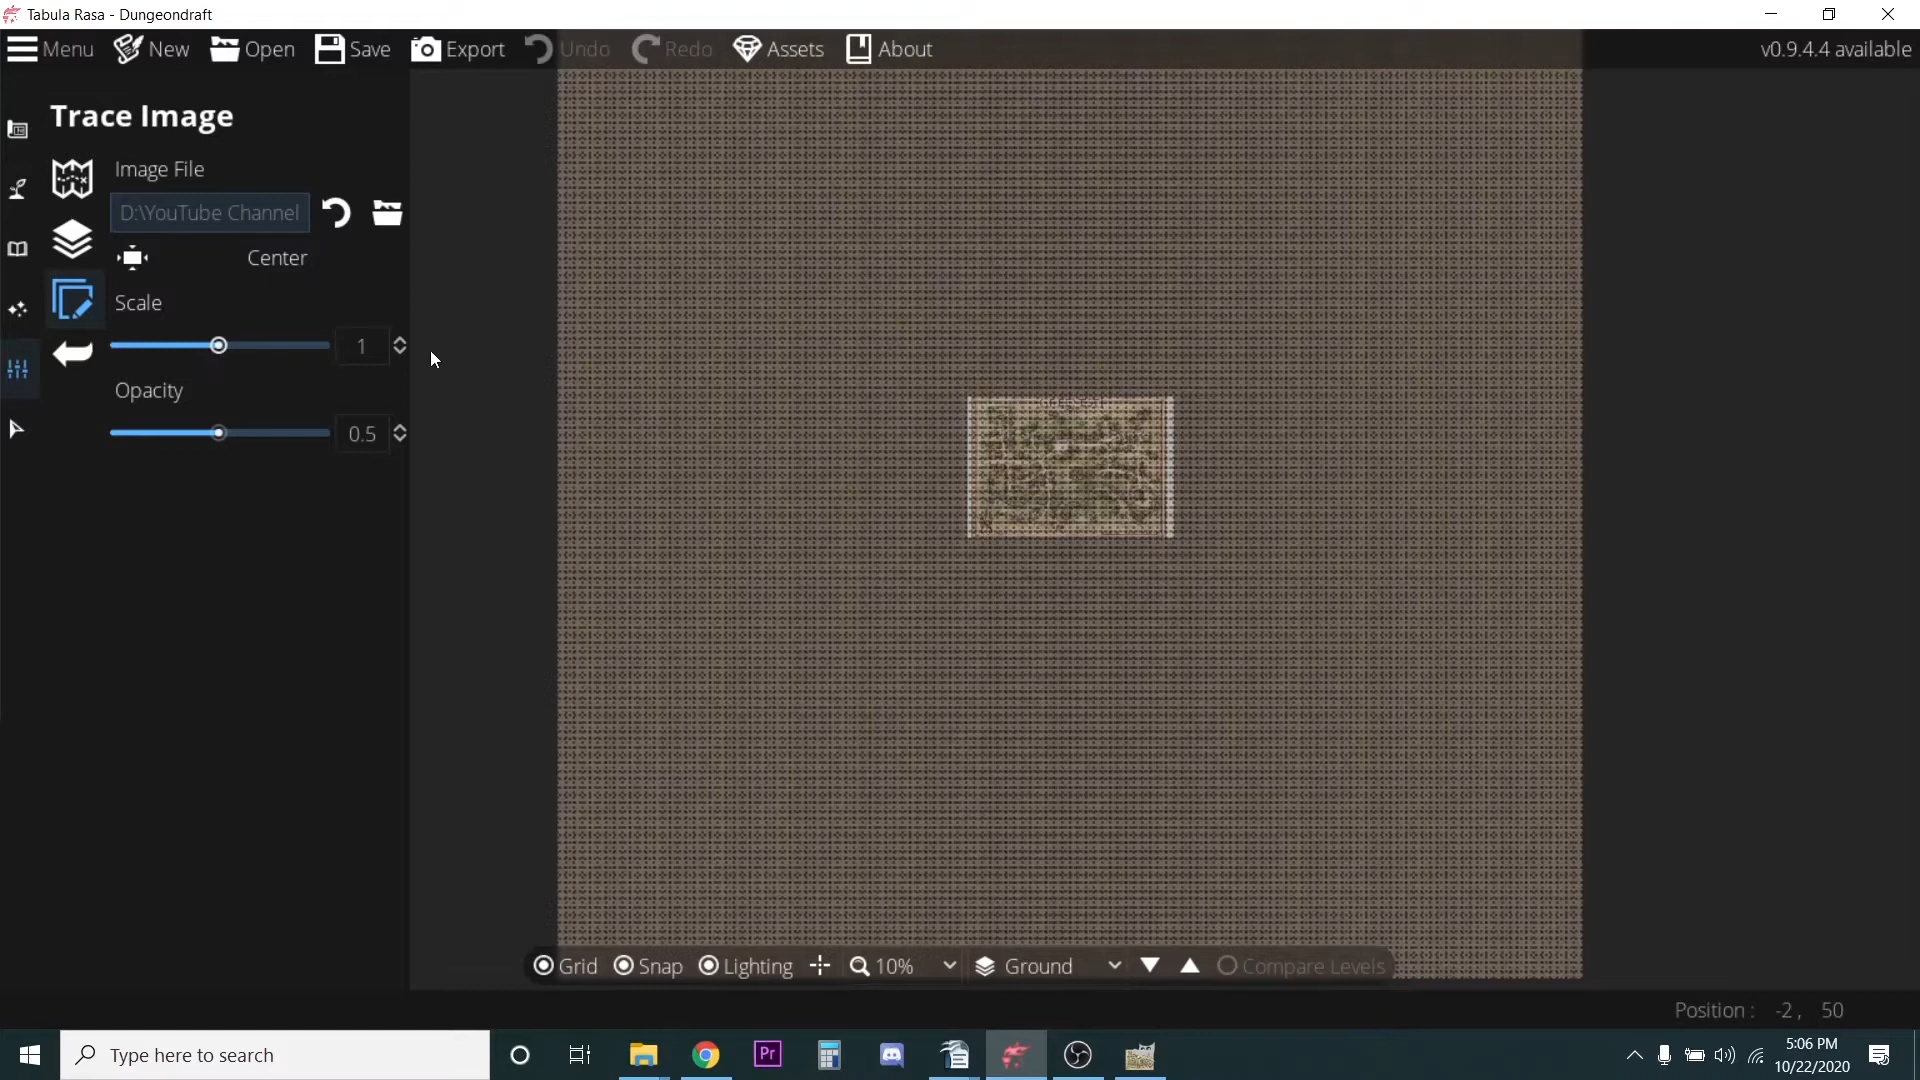 Tabula Rasa - Dungeondraft
Menu New Open Save Export Undo Redo Assets About v0.9.4.4 available
Trace Image
Image File
D:\YouTube Channel
Center
Scale
1
Opacity
0.5
Grid Snap Lighting 10% Ground Compare Levels
Position : -2 , 50
Type here to search
Pr
5:06 PM
10/22/2020